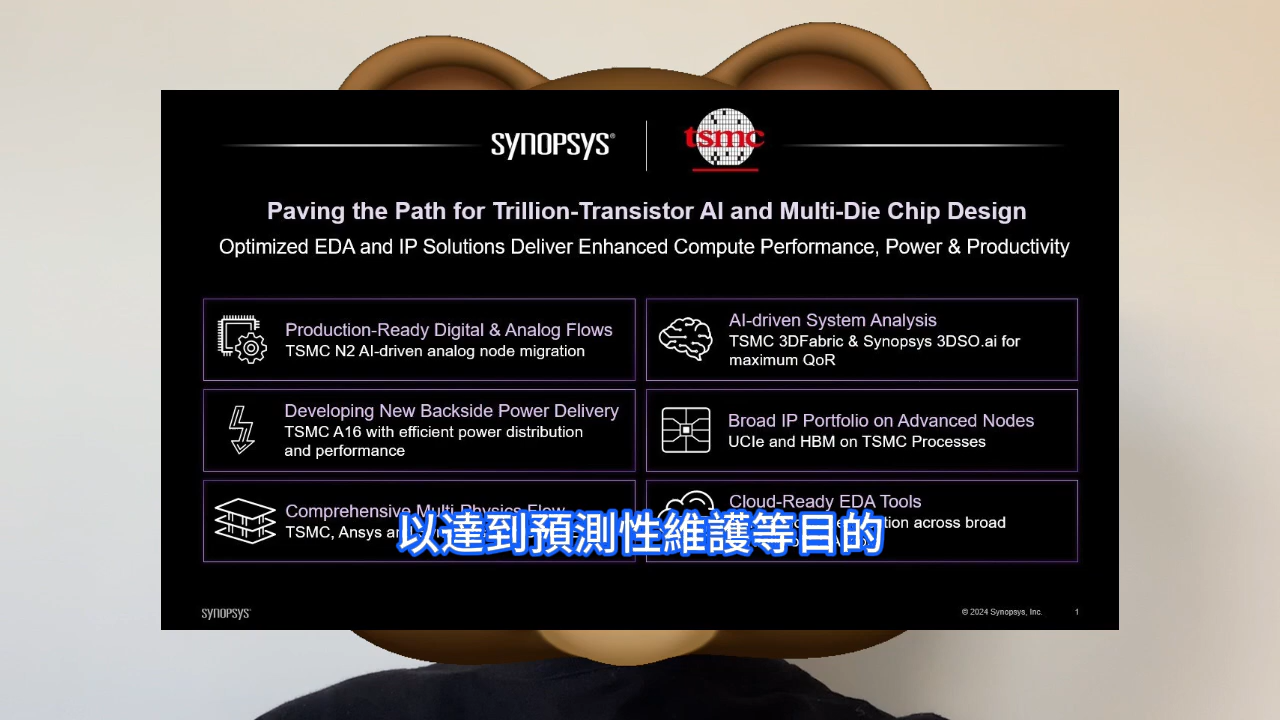 SYNOPSYS®
tsmc
Paving the Path for Trillion-Transistor AI and Multi-Die Chip Design
Optimized EDA and IP Solutions Deliver Enhanced Compute Performance, Power & Productivity
Production-Ready Digital & Analog Flows
TSMC N2 AI-driven analog node migration
AI-driven System Analysis
TSMC 3DFabric & Synopsys 3DSO.ai for
maximum QoR
Developing New Backside Power Delivery
TSMC A16 with efficient power distribution
and performance
Broad IP Portfolio on Advanced Nodes
UCIe and HBM on TSMC Processes
Comprehensive Multi-Physics Flow
TSMC, Ansys
Cloud-Ready EDA Tools
across broad
以達到預測性維護等目的
SYNOPSYS®
© 2024 Synopsys, Inc.
1